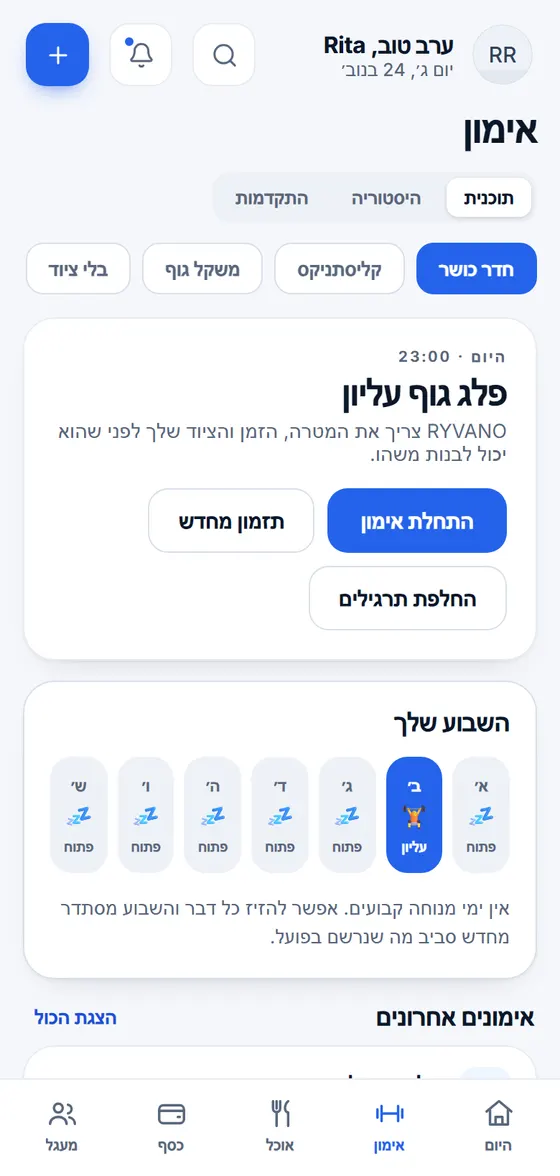 RR
ערב טוב, Rita
יום ג׳, 24 בנוב׳
אימון
תוכנית
היסטוריה
התקדמות
חדר כושר
קליסתניקס
משקל גוף
בלי ציוד
היום · 23:00
פלג גוף עליון
RYVANO צריך את המטרה, הזמן והציוד שלך לפני שהוא
יכול לבנות משהו.
התחלת אימון
תזמון מחדש
החלפת תרגילים
השבוע שלך
א׳
פתוח
ב׳
עליון
ג׳
פתוח
ד׳
פתוח
ה׳
פתוח
ו׳
פתוח
ש׳
פתוח
אין ימי מנוחה קבועים. אפשר להזיז כל דבר והשבוע מסתדר
מחדש סביב מה שנרשם בפועל.
אימונים אחרונים
הצגת הכול
היום
אימון
אוכל
כסף
מעגל